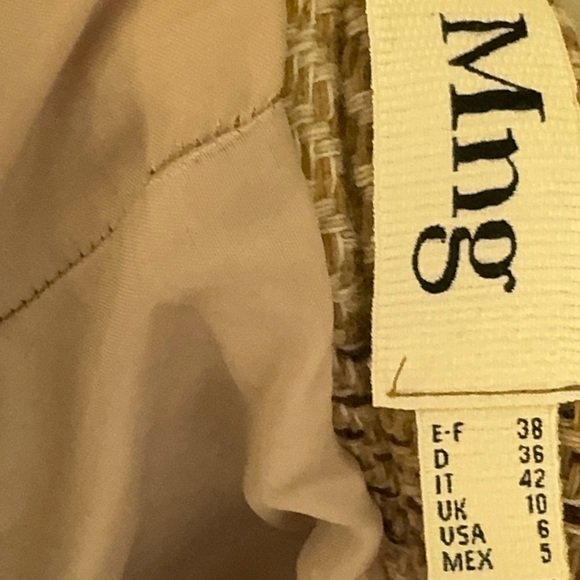 Mng
E-F 38
D 36
IT 42
UK 10
USA 6
MEX 5